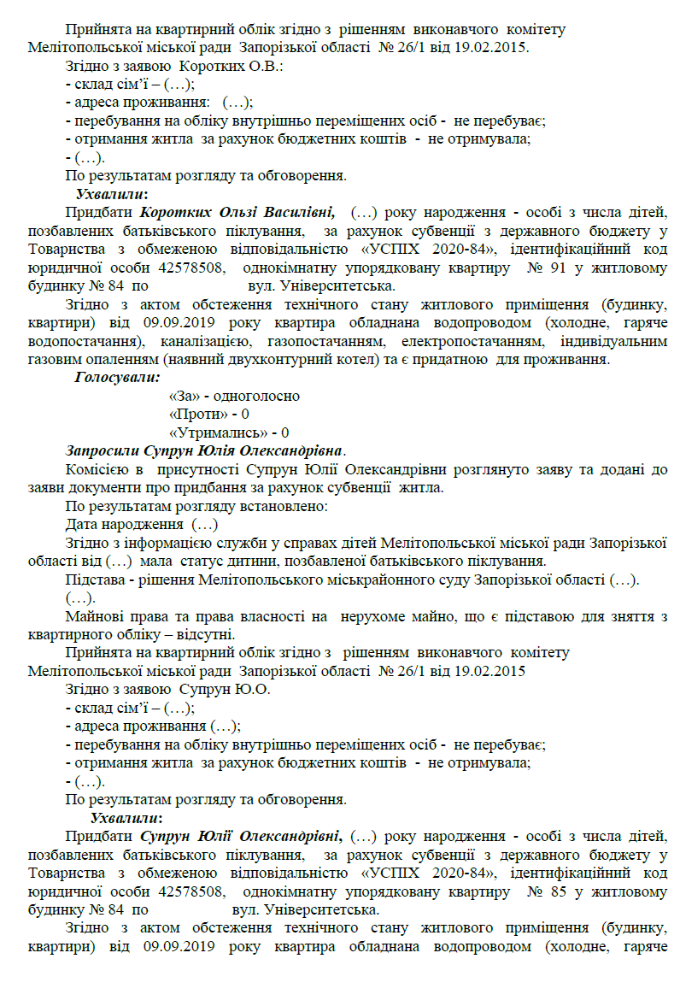 Прийнята на квартирний облік згідно з рішенням виконавчого комітету
Мелітопольської міської ради Запорізької області № 26/1 від 19.02.2015.
Згідно з заявою Коротких О.В.:
- склад сім’ї – (…);
- адреса проживання: (…);
- перебування на обліку внутрішньо переміщених осіб - не перебуває;
- отримання житла за рахунок бюджетних коштів - не отримувала;
- (…).
По результатам розгляду та обговорення.
Ухвалили:
Придбати Коротких Ользі Василівні, (…) року народження - особі з числа дітей,
позбавлених батьківського піклування, за рахунок субвенції з державного бюджету у
Товариства з обмеженою відповідальністю «УСПІХ 2020-84», ідентифікаційний код
юридичної особи 42578508, однокімнатну упорядковану квартиру № 91 у житловому
будинку № 84 по вул. Університетська.
Згідно з актом обстеження технічного стану житлового приміщення (будинку,
квартири) від 09.09.2019 року квартира обладнана водопроводом (холодне, гаряче
водопостачання), каналізацією, газопостачанням, електропостачанням, індивідуальним
газовим опаленням (наявний двухконтурний котел) та є придатною для проживання.
Голосували:
«За» - одноголосно
«Проти» - 0
«Утримались» - 0
Запросили Супрун Юлія Олександрівна.
Комісією в присутності Супрун Юлії Олександрівни розглянуто заяву та додані до
заяви документи про придбання за рахунок субвенції житла.
По результатам розгляду встановлено:
Дата народження (…)
Згідно з інформацією служби у справах дітей Мелітопольської міської ради Запорізької
області від (…) мала статус дитини, позбавленої батьківського піклування.
Підстава - рішення Мелітопольського міськрайонного суду Запорізької області (…).
(…).
Майнові права та права власності на нерухоме майно, що є підставою для зняття з
квартирного обліку – відсутні.
Прийнята на квартирний облік згідно з рішенням виконавчого комітету
Мелітопольської міської ради Запорізької області № 26/1 від 19.02.2015
Згідно з заявою Супрун Ю.О.
- склад сім’ї – (…);
- адреса проживання (…);
- перебування на обліку внутрішньо переміщених осіб - не перебуває;
- отримання житла за рахунок бюджетних коштів - не отримувала;
- (…).
По результатам розгляду та обговорення.
Ухвалили:
Придбати Супрун Юлії Олександрівні, (…) року народження - особі з числа дітей,
позбавлених батьківського піклування, за рахунок субвенції з державного бюджету у
Товариства з обмеженою відповідальністю «УСПІХ 2020-84», ідентифікаційний код
юридичної особи 42578508, однокімнатну упорядковану квартиру № 85 у житловому
будинку № 84 по вул. Університетська.
Згідно з актом обстеження технічного стану житлового приміщення (будинку,
квартири) від 09.09.2019 року квартира обладнана водопроводом (холодне, гаряче